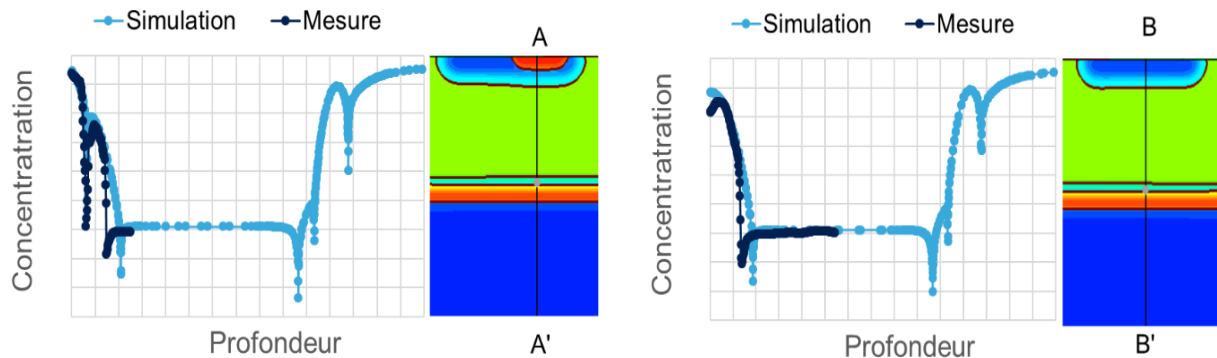 Simulation Mesure
A
Concentratration
Profondeur
A'
Simulation Mesure
B
Concentratration
Profondeur
B'